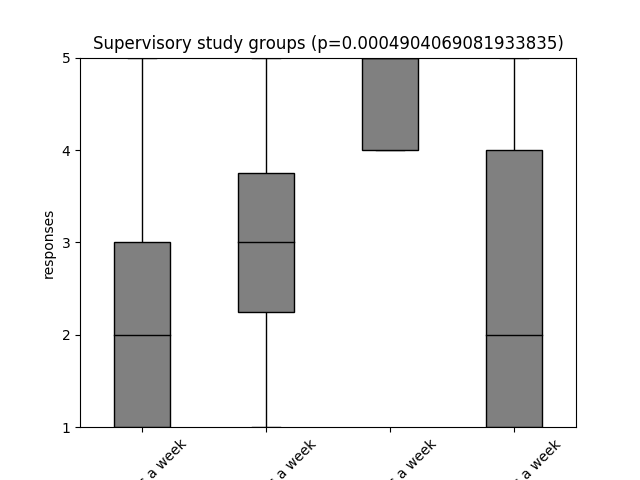 Supervisory study groups (p=0.0004904069081933835)
5
4
3
2
1
responses
a week
a week
a week
a week